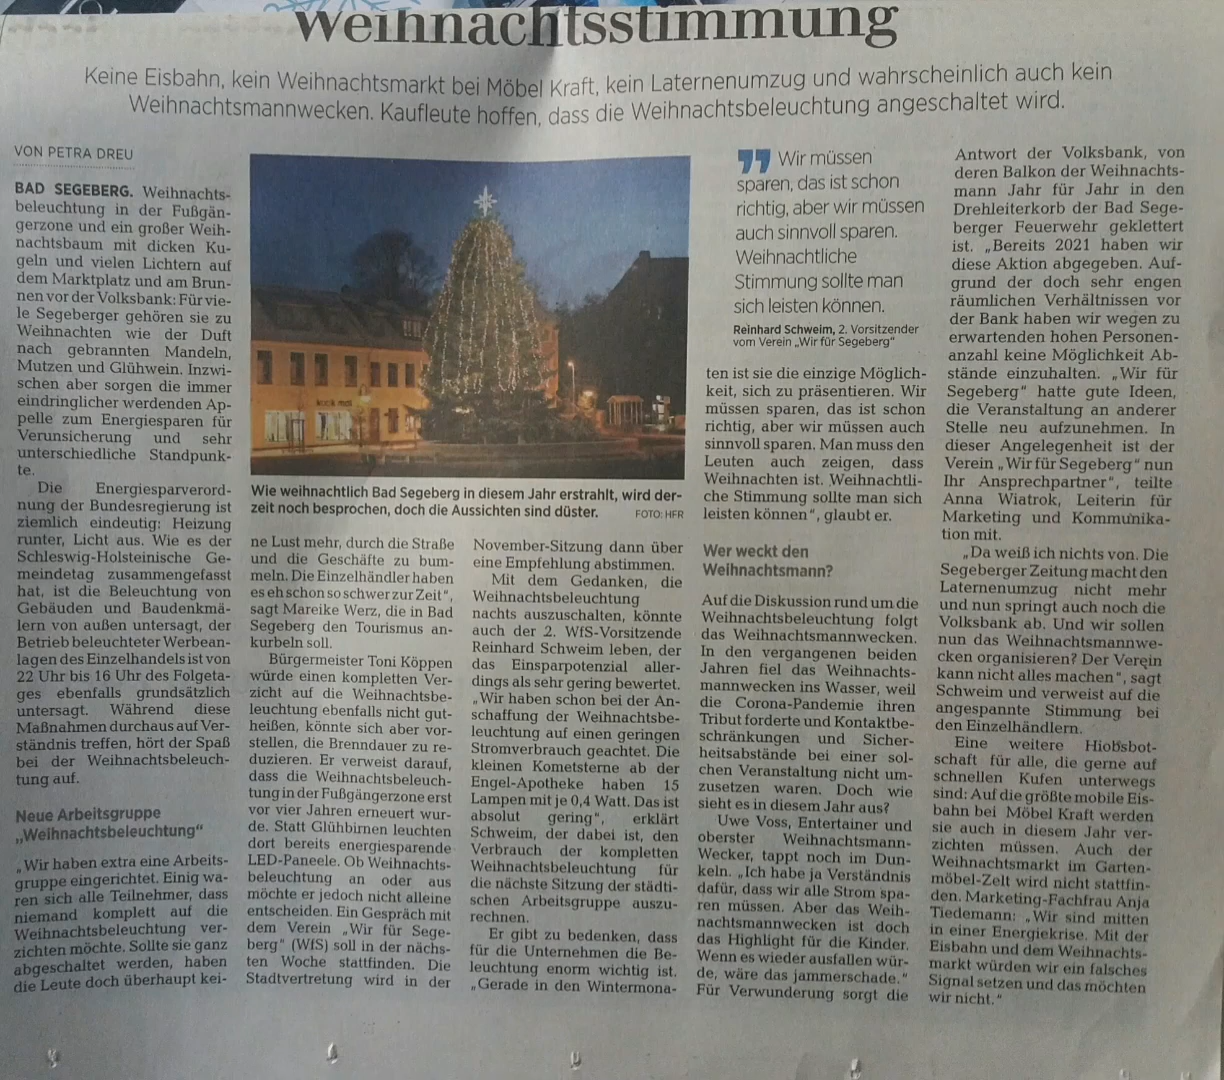 Weihnachtsstimmung
Keine Eisbahn, kein Weihnachtsmarkt bei Möbel Kraft, kein Laternenumzug und wahrscheinlich auch kein
Weihnachtsmannwecken. Kaufleute hoffen, dass die Weihnachtsbeleuchtung angeschaltet wird.
VON PETRA DREU
BAD SEGEBERG. Weihnachts-
beleuchtung in der Fußgän-
gerzone und ein großer Weih-
nachtsbaum mit dicken Ku-
geln und vielen Lichtern auf
dem Marktplatz und am Brun-
nen vor der Volksbank: Für vie-
le Segeberger gehören sie zu
Weihnachten wie der Duft
nach gebrannten Mandeln,
Mutzen und Glühwein. Inzwi-
schen aber sorgen die immer
eindringlicher werdenden Ap-
pelle zum Energiesparen für
Verunsicherung und sehr
unterschiedliche Standpunk-
te.
Die Energiesparverord-
nung der Bundesregierung ist
ziemlich eindeutig: Heizung
runter, Licht aus. Wie es der
Schleswig-Holsteinische Ge-
meindetag zusammengefasst
hat, ist die Beleuchtung von
Gebäuden und Baudenkmä-
lern von außen untersagt, der
Betrieb beleuchteter Werbean-
lagen des Einzelhandels ist von
22 Uhr bis 16 Uhr des Folgeta-
ges ebenfalls grundsätzlich
untersagt. Während diese
Maßnahmen durchaus auf Ver-
ständnis treffen, hört der Spaß
bei der Weihnachtsbeleuch-
tung auf.
Neue Arbeitsgruppe
„Weihnachtsbeleuchtung“
„Wir haben extra eine Arbeits-
gruppe eingerichtet. Einig wa-
ren sich alle Teilnehmer, dass
niemand komplett auf die
Weihnachtsbeleuchtung ver-
zichten möchte. Sollte sie ganz
abgeschaltet werden, haben
die Leute doch überhaupt kei-
Wie weihnachtlich Bad Segeberg in diesem Jahr erstrahlt, wird der-
zeit noch besprochen, doch die Aussichten sind düster. FOTO: HFR
ne Lust mehr, durch die Straße
und die Geschäfte zu bum-
meln. Die Einzelhändler haben
es eh schon so schwer zur Zeit“,
sagt Mareike Werz, die in Bad
Segeberg den Tourismus an-
kurbeln soll.
Bürgermeister Toni Köppen
würde einen kompletten Ver-
zicht auf die Weihnachtsbe-
leuchtung ebenfalls nicht gut-
heißen, könnte sich aber vor-
stellen, die Brenndauer zu re-
duzieren. Er verweist darauf,
dass die Weihnachtsbeleuch-
tung in der Fußgängerzone erst
vor vier Jahren erneuert wur-
de. Statt Glühbirnen leuchten
dort bereits energiesparende
LED-Paneele. Ob Weihnachts-
beleuchtung an oder aus
möchte er jedoch nicht alleine
entscheiden. Ein Gespräch mit
dem Verein „Wir für Sege-
berg“ (WfS) soll in der nächs-
ten Woche stattfinden. Die
Stadtvertretung wird in der
November-Sitzung dann über
eine Empfehlung abstimmen.
Mit dem Gedanken, die
Weihnachtsbeleuchtung
nachts auszuschalten, könnte
auch der 2. WfS-Vorsitzende
Reinhard Schweim leben, der
das Einsparpotenzial aller-
dings als sehr gering bewertet.
„Wir haben schon bei der An-
schaffung der Weihnachtsbe-
leuchtung auf einen geringen
Stromverbrauch geachtet. Die
kleinen Kometsterne ab der
Engel-Apotheke haben 15
Lampen mit je 0,4 Watt. Das ist
absolut gering“, erklärt
Schweim, der dabei ist, den
Verbrauch der kompletten
Weihnachtsbeleuchtung für
die nächste Sitzung der städti-
schen Arbeitsgruppe auszu-
rechnen.
Er gibt zu bedenken, dass
für die Unternehmen die Be-
leuchtung enorm wichtig ist.
„Gerade in den Wintermona-
Wir müssen
sparen, das ist schon
richtig, aber wir müssen
auch sinnvoll sparen.
Weihnachtliche
Stimmung sollte man
sich leisten können.
Reinhard Schweim, 2. Vorsitzender
vom Verein „Wir für Segeberg“
ten ist sie die einzige Möglich-
keit, sich zu präsentieren. Wir
müssen sparen, das ist schon
richtig, aber wir müssen auch
sinnvoll sparen. Man muss den
Leuten auch zeigen, dass
Weihnachten ist. Weihnachtli-
che Stimmung sollte man sich
leisten können“, glaubt er.
Wer weckt den
Weihnachtsmann?
Auf die Diskussion rund um die
Weihnachtsbeleuchtung folgt
das Weihnachtsmannwecken.
In den vergangenen beiden
Jahren fiel das Weihnachts-
mannwecken ins Wasser, weil
die Corona-Pandemie ihren
Tribut forderte und Kontaktbe-
schränkungen und Sicher-
heitsabstände bei einer sol-
chen Veranstaltung nicht um-
zusetzen waren. Doch wie
sieht es in diesem Jahr aus?
Uwe Voss, Entertainer und
oberster Weihnachtsmann-
Wecker, tappt noch im Dun-
keln. „Ich habe ja Verständnis
dafür, dass wir alle Strom spa-
ren müssen. Aber das Weih-
nachtsmannwecken ist doch
das Highlight für die Kinder.
Wenn es wieder ausfallen wür-
de, wäre das jammerschade.“
Für Verwunderung sorgt die
Antwort der Volksbank, von
deren Balkon der Weihnachts-
mann Jahr für Jahr in den
Drehleiterkorb der Bad Sege-
berger Feuerwehr geklettert
ist. „Bereits 2021 haben wir
diese Aktion abgegeben. Auf-
grund der doch sehr engen
räumlichen Verhältnissen vor
der Bank haben wir wegen zu
erwartenden hohen Personen-
anzahl keine Möglichkeit Ab-
stände einzuhalten. „Wir für
Segeberg“ hatte gute Ideen,
die Veranstaltung an anderer
Stelle neu aufzunehmen. In
dieser Angelegenheit ist der
Verein „Wir für Segeberg“ nun
Ihr Ansprechpartner“, teilte
Anna Wiatrok, Leiterin für
Marketing und Kommunika-
tion mit.
„Da weiß ich nichts von. Die
Segeberger Zeitung macht den
Laternenumzug nicht mehr
und nun springt auch noch die
Volksbank ab. Und wir sollen
nun das Weihnachtsmannwe-
cken organisieren? Der Verein
kann nicht alles machen“, sagt
Schweim und verweist auf die
angespannte Stimmung bei
den Einzelhändlern.
Eine weitere Hiobsbot-
schaft für alle, die gerne auf
schnellen Kufen unterwegs
sind: Auf die größte mobile Eis-
bahn bei Möbel Kraft werden
sie auch in diesem Jahr ver-
zichten müssen. Auch der
Weihnachtsmarkt im Garten-
möbel-Zelt wird nicht stattfin-
den. Marketing-Fachfrau Anja
Tiedemann: „Wir sind mitten
in einer Energiekrise. Mit der
Eisbahn und dem Weihnachts-
markt würden wir ein falsches
Signal setzen und das möchten
wir nicht.“